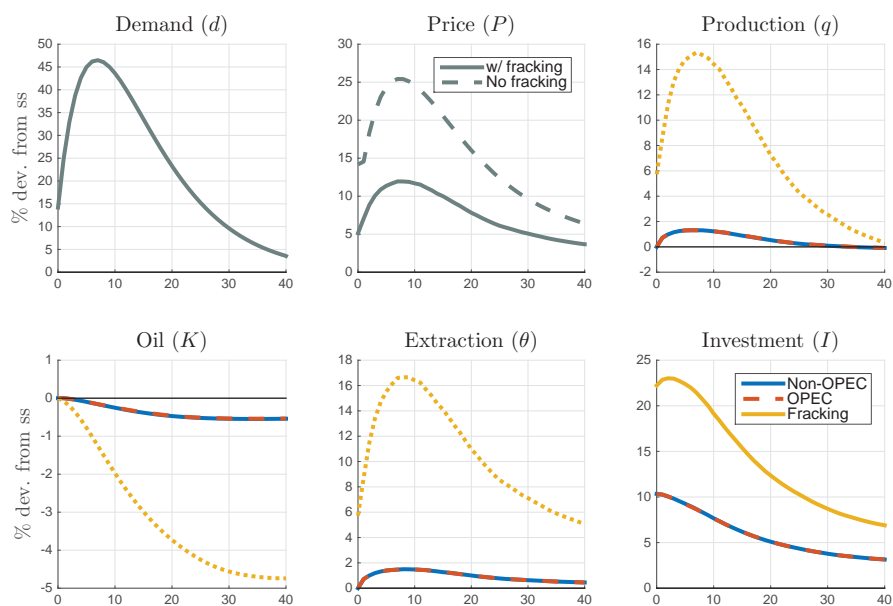 Demand (d)
Price (P)
Production (q)
% dev. from ss
50
45
40
35
30
25
20
15
10
5
0
0 10 20 30 40
30
25
20
15
10
5
0
0 10 20 30 40
w/ fracking
No fracking
16
14
12
10
8
6
4
2
0
-2
0 10 20 30 40
Oil (K)
Extraction (θ)
Investment (I)
% dev. from ss
1
0
-1
-2
-3
-4
-5
0 10 20 30 40
18
16
14
12
10
8
6
4
2
0
0 10 20 30 40
25
20
15
10
5
0
0 10 20 30 40
Non-OPEC
OPEC
Fracking